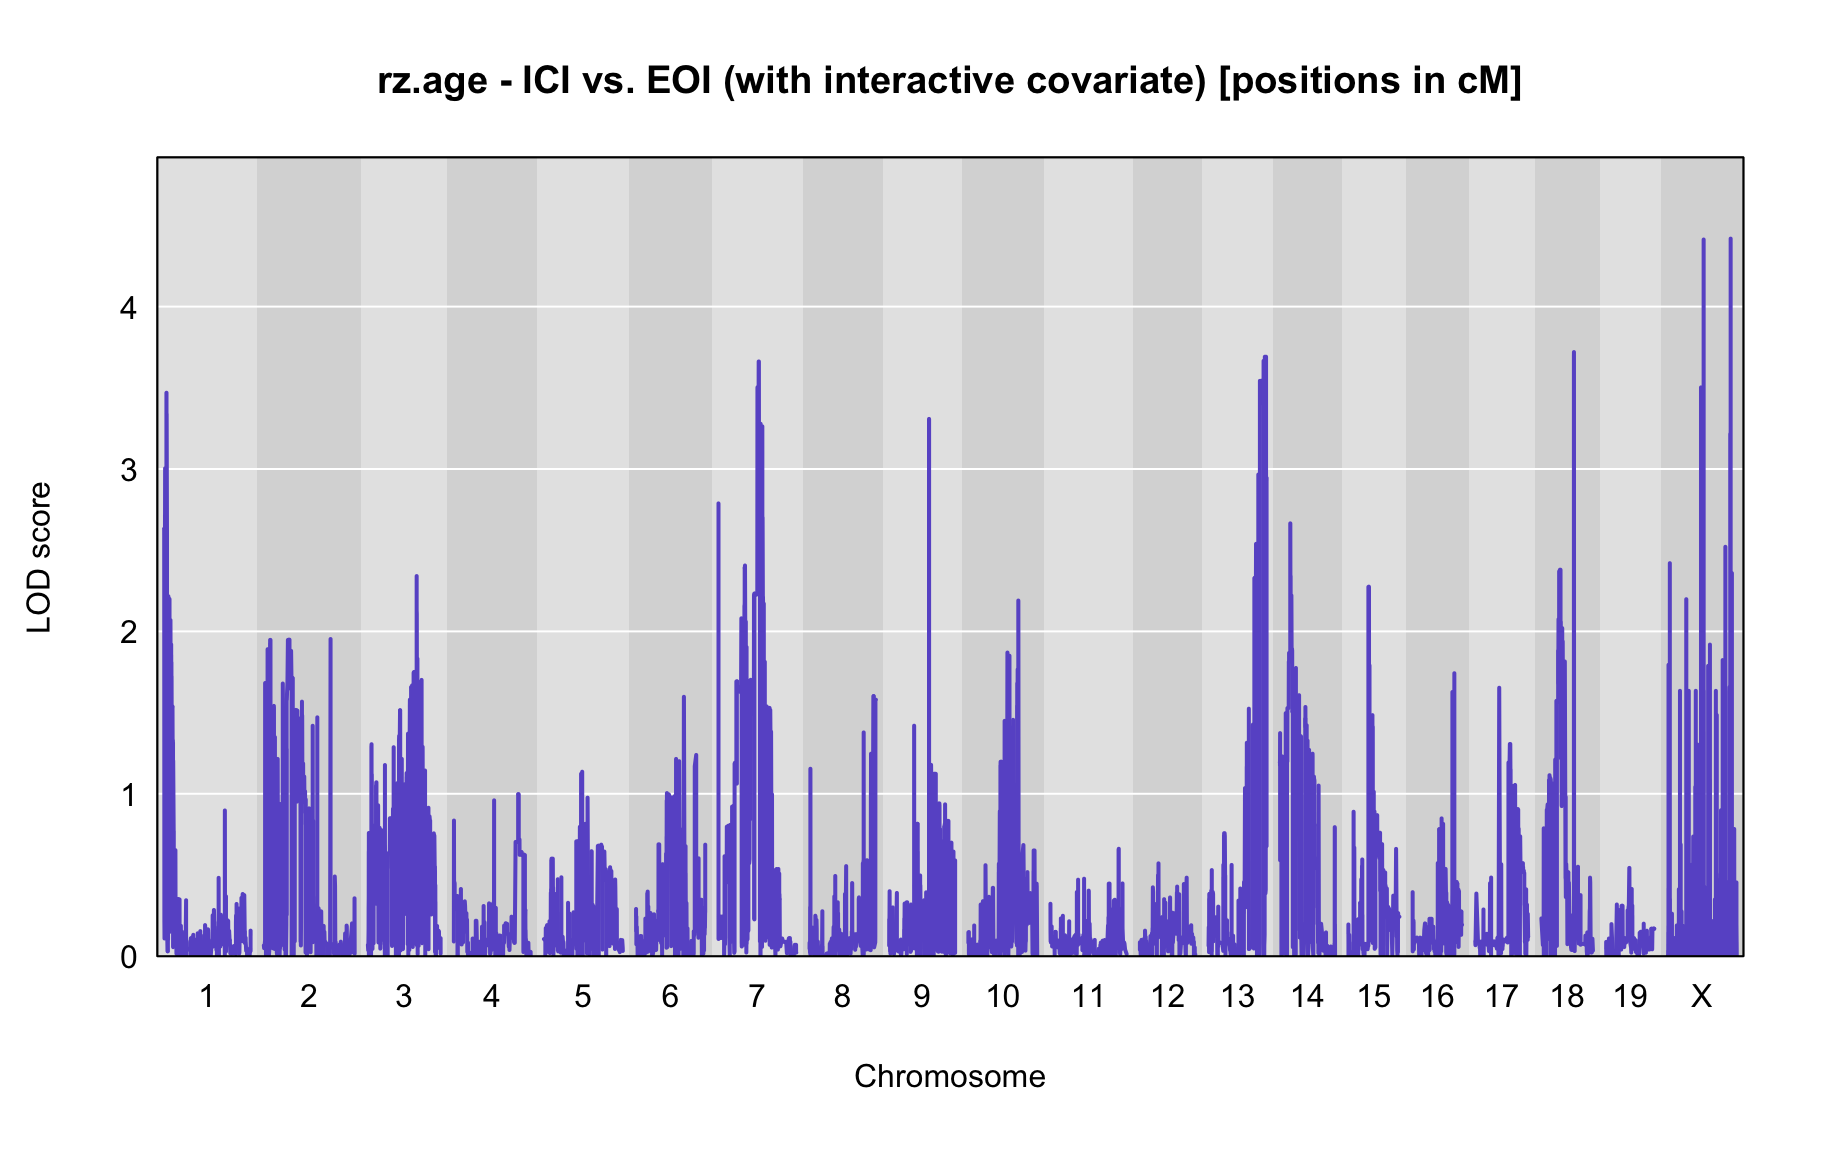 rz.age - ICI vs. EOI (with interactive covariate) [positions in cM]
LOD score
4
3
2
1
0
1 2 3 4 5 6 7 8 9 10 11 12 13 14 15 16 17 18 19 X
Chromosome